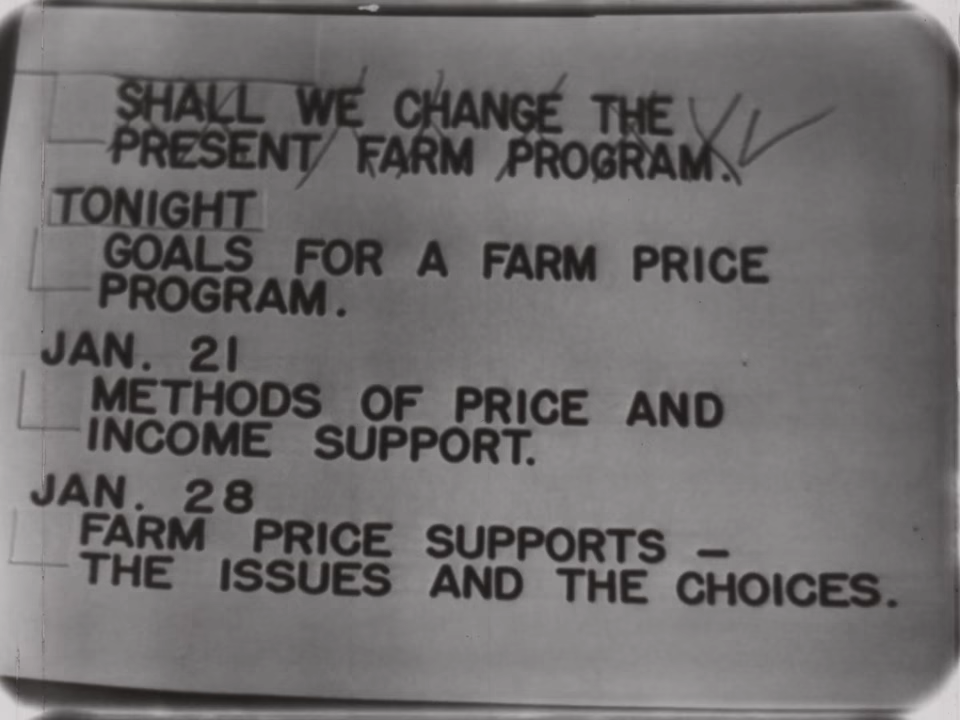 SHALL WE CHANGE THE
PRESENT FARM PROGRAM.
TONIGHT
GOALS FOR A FARM PRICE
PROGRAM.
JAN. 21
METHODS OF PRICE AND
INCOME SUPPORT.
JAN. 28
FARM PRICE SUPPORTS –
THE ISSUES AND THE CHOICES.